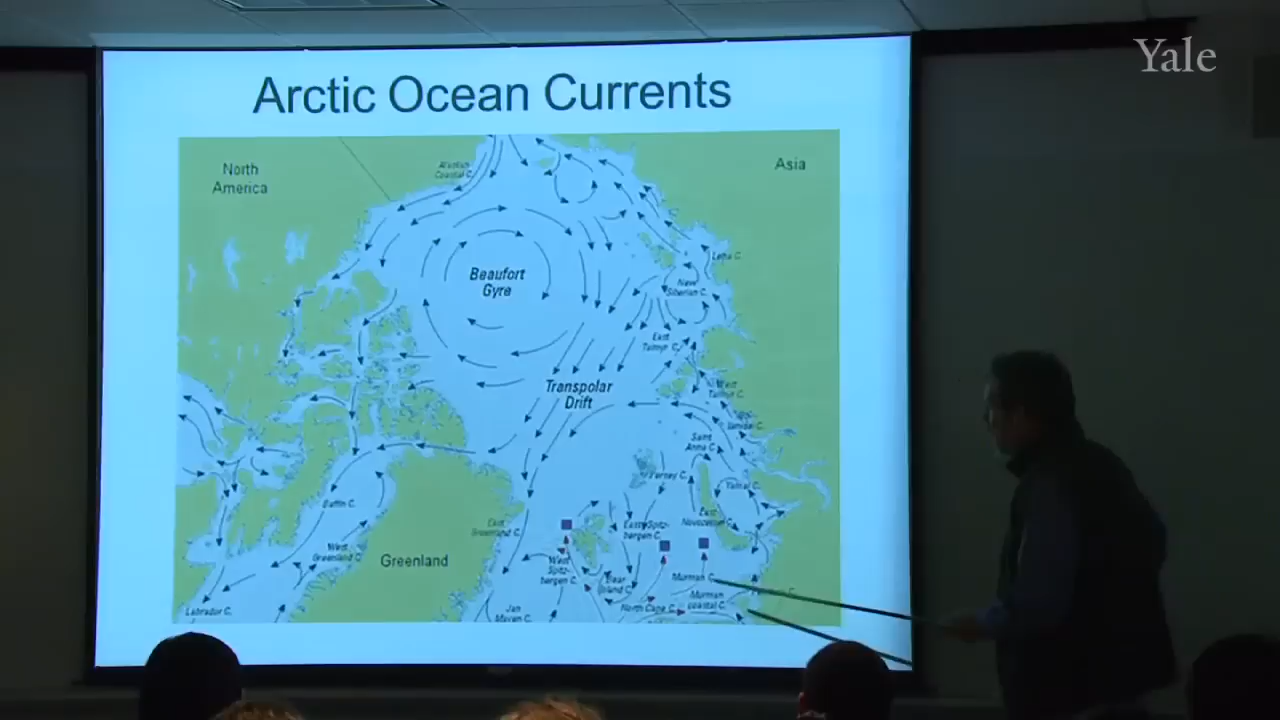 Yale
Arctic Ocean Currents
North
America
Asia
Coastal C.
Beaufort
Gyre
Lena C.
New
Siberian C.
East
Taimyr C.
Transpolar
Drift
West
Taimyr C.
Saint
Anna C.
Yamal C.
Baffin C.
East
Greenland C.
East Spitz-
bergen C.
East
West
Greenland C.
Greenland
West
Spitz-
bergen C.
Bear
Island C.
Murman C.
Murman
coastal C.
North Cape C.
Jan
Mayen C.
Labrador C.